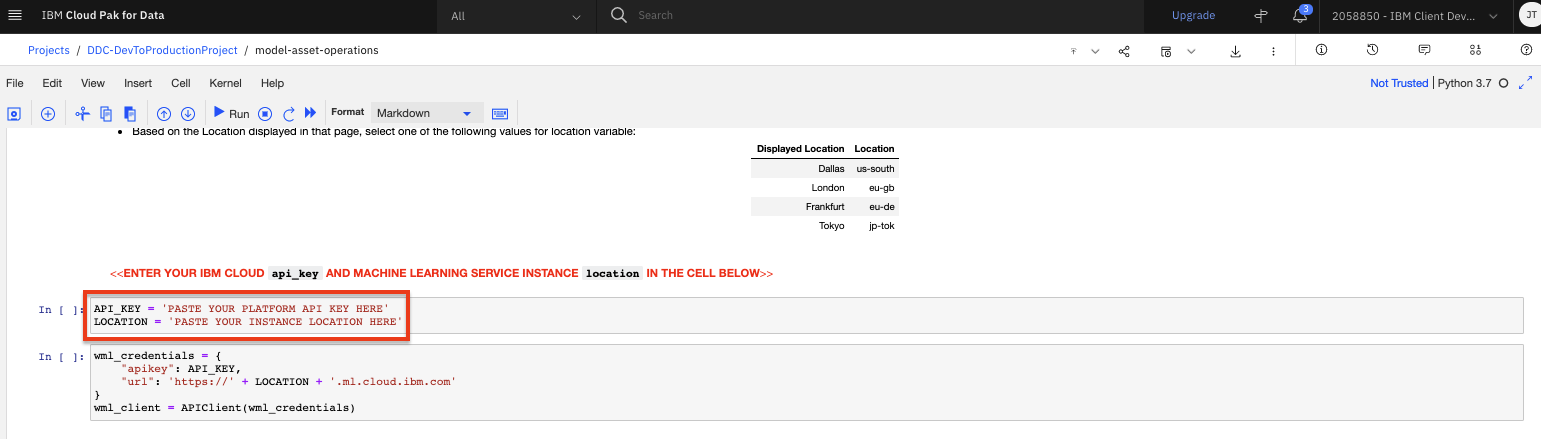 IBM Cloud Pak for Data All Search Upgrade 3 2058850 - IBM Client Dev... JT
Projects / DDC-DevToProductionProject / model-asset-operations
File Edit View Insert Cell Kernel Help Not Trusted Python 3.7
Run Format Markdown
• Based on the Location displayed in that page, select one of the following values for location variable:
Displayed Location Location
Dallas us-south
London eu-gb
Frankfurt eu-de
Tokyo jp-tok
<<ENTER YOUR IBM CLOUD api_key AND MACHINE LEARNING SERVICE INSTANCE location IN THE CELL BELOW>>
In [ ]: API_KEY = 'PASTE YOUR PLATFORM API KEY HERE'
LOCATION = 'PASTE YOUR INSTANCE LOCATION HERE'
In [ ]: wml_credentials = {
"apikey": API_KEY,
"url": 'https://' + LOCATION + '.ml.cloud.ibm.com'
}
wml_client = APIClient(wml_credentials)